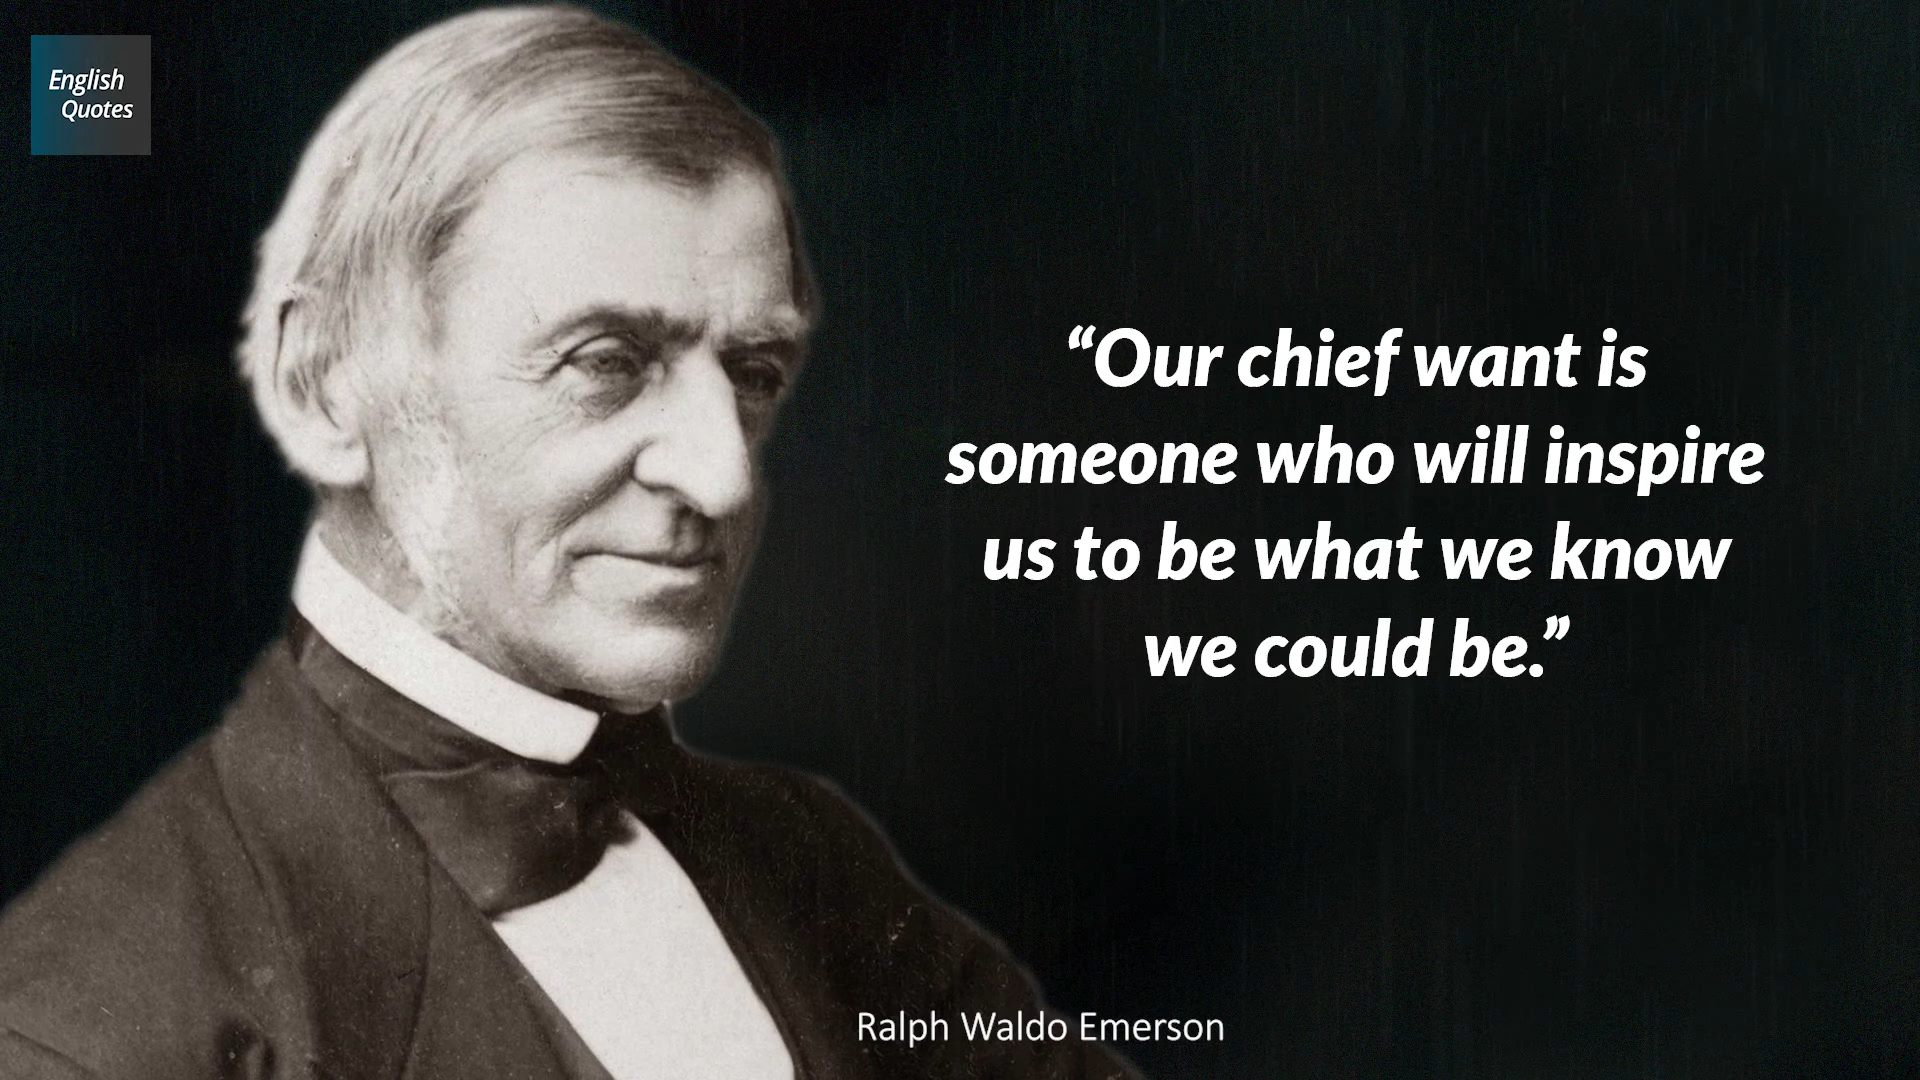 English
Quotes
“Our chief want is
someone who will inspire
us to be what we know
we could be.”
Ralph Waldo Emerson